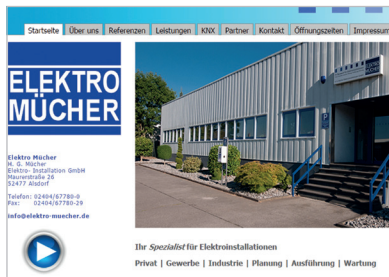 Startseite Über uns Referenzen Leistungen KNX Partner Kontakt Öffnungszeiten Impressum
ELEKTRO
MÜCHER
ELEKTRO
MÜCHER
Elektro Mücher
H. G. Mücher
Elektro- Installation GmbH
Maurerstraße 26
52477 Alsdorf
Telefon: 02404/67780-0
Fax: 02404/67780-29
info@elektro-muecher.de
Ihr Spezialist für Elektroinstallationen
Privat | Gewerbe | Industrie | Planung | Ausführung | Wartung